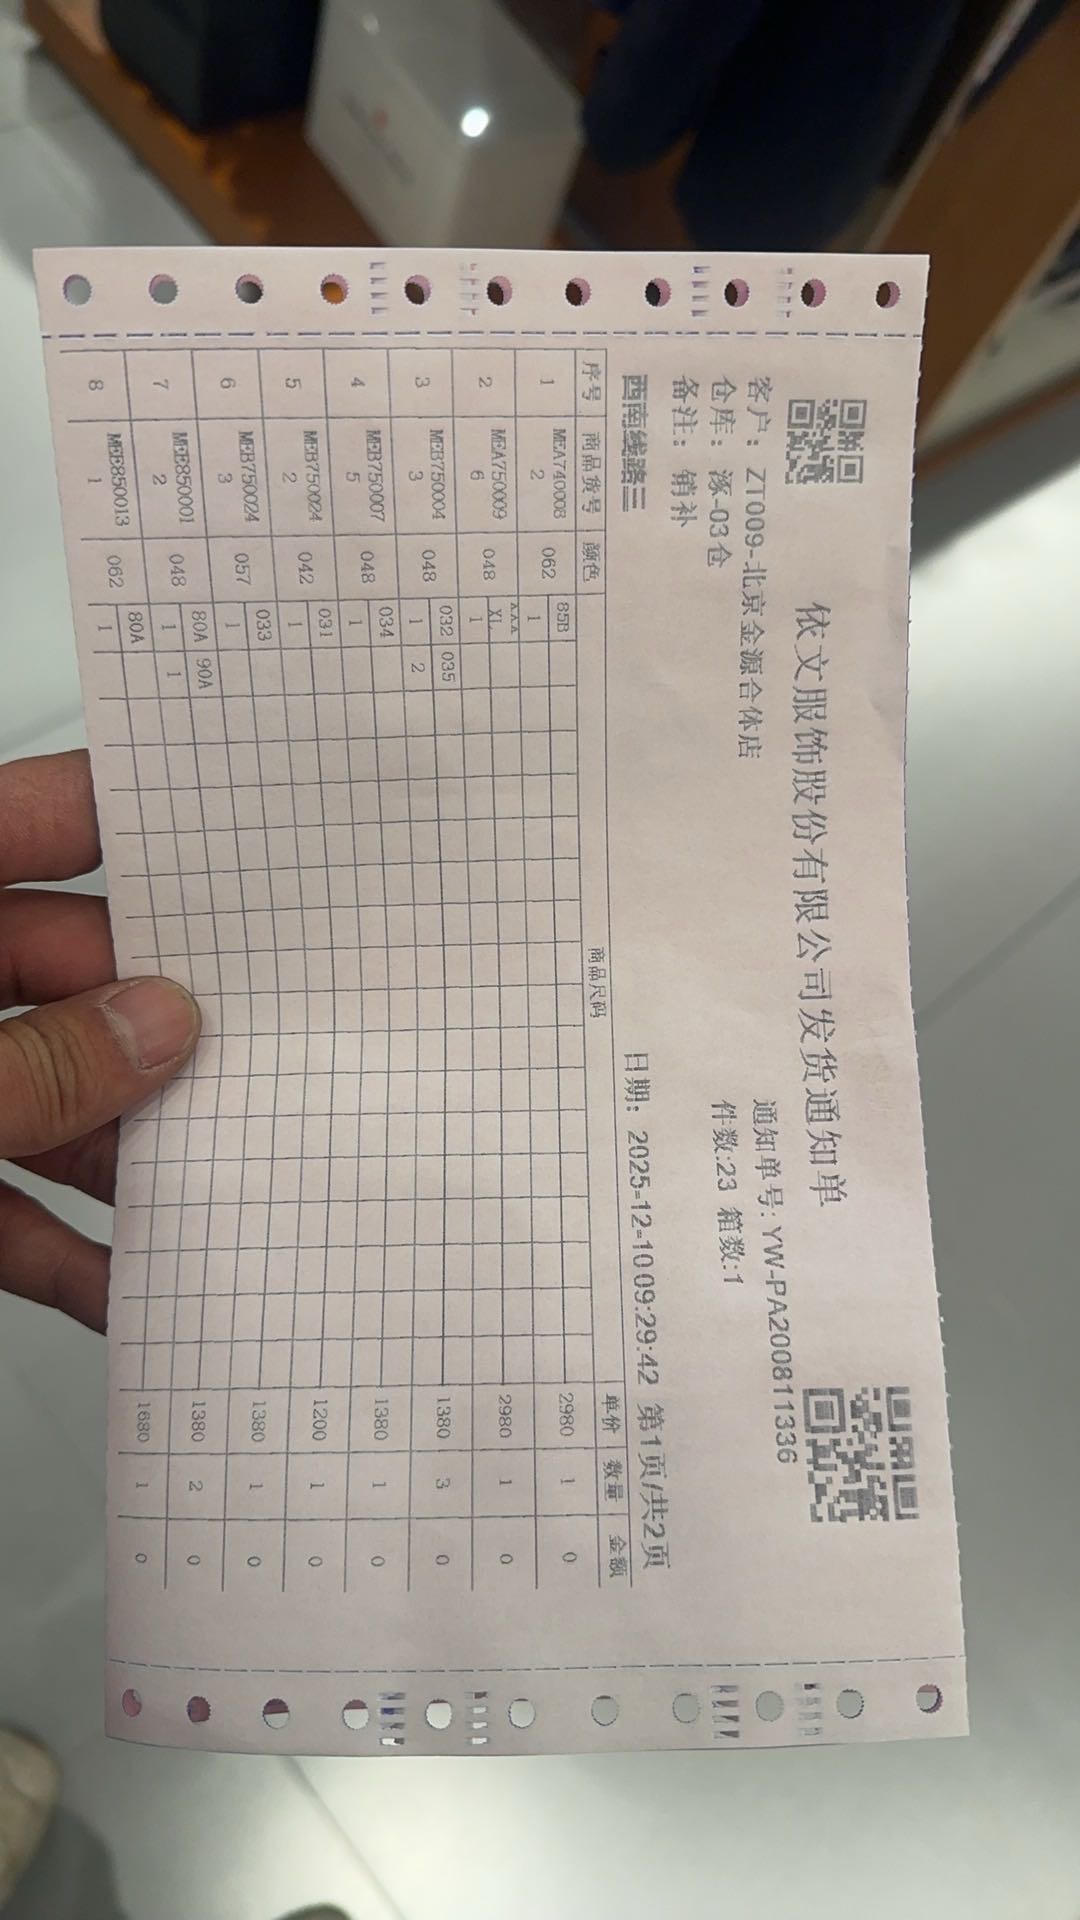 依文服饰股份有限公司发货通知单
客户: ZT009-北京金源合体店 通知单号: YW-PA200811336
仓库: 涿-03仓 件数:23 箱数:1
备注: 销补
西南线路三 日期: 2025-12-10 09:29:42 第1页/共2页
序号 商品货号 颜色 商品尺码 单价 数量 金额
1 MEA740008 2 062 85B 1 2980 1 0
2 MEA750009 6 048 XL 1 2980 1 0
3 MEB750004 3 048 032 035 1 2 1380 3 0
4 MEB750007 5 048 034 1 1380 1 0
5 MEB750024 2 042 031 1 1200 1 0
6 MEB750024 3 057 033 1 1380 1 0
7 MEE850001 2 048 80A 90A 1 1 1380 2 0
8 MEE850013 1 062 80A 1 1680 1 0